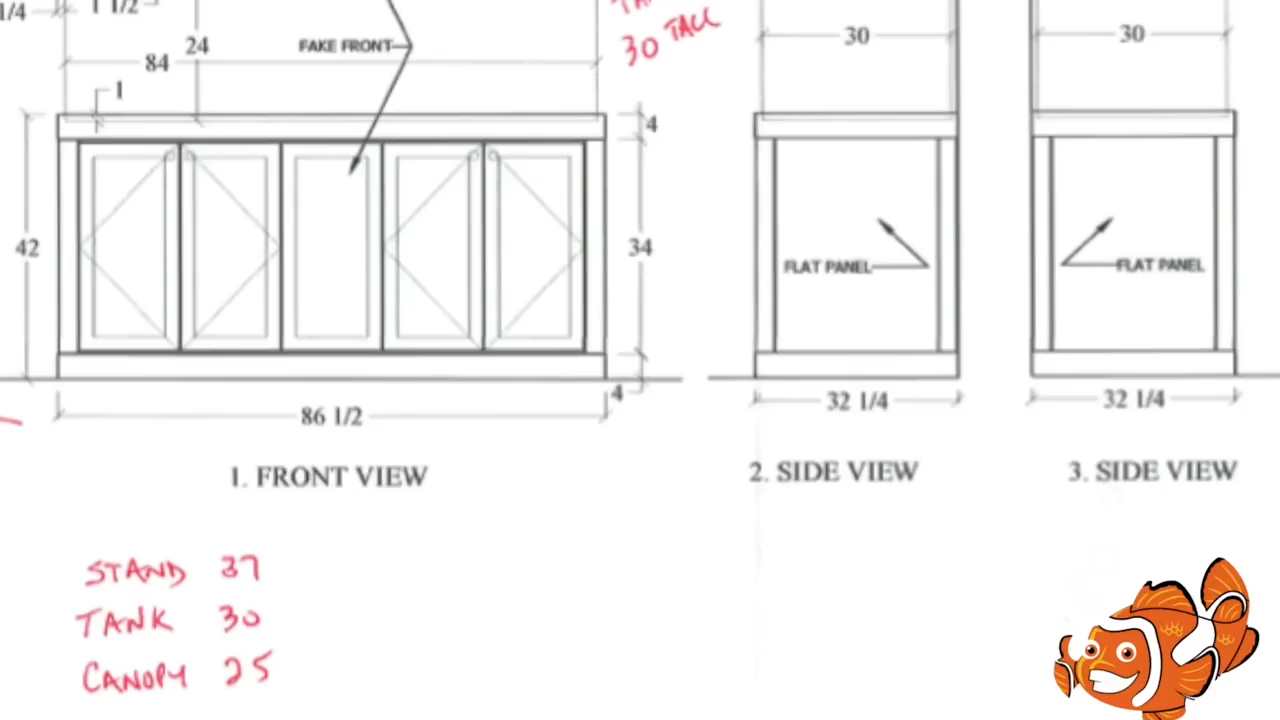 1/4
1 1/2
24
84
FAKE FRONT
30 TALL
30
30
1
4
42
34
FLAT PANEL
FLAT PANEL
4
86 1/2
32 1/4
32 1/4
1. FRONT VIEW
2. SIDE VIEW
3. SIDE VIEW
STAND 37
TANK 30
CANOPY 25